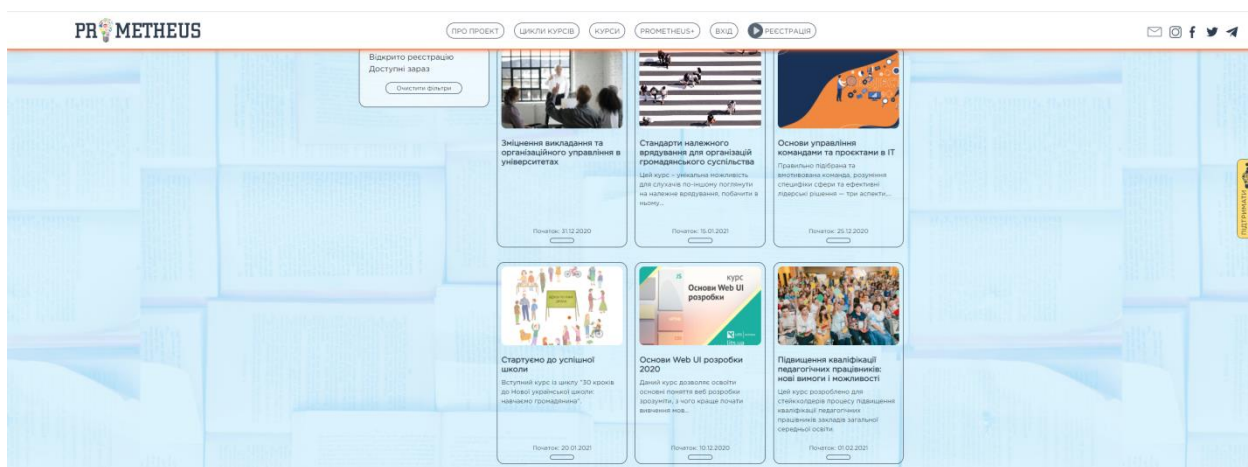 PR METHEUS
ПРО ПРОЕКТ
ЦИКЛИ КУРСІВ
КУРСИ
PROMETHEUS+
ВХІД
РЕЄСТРАЦІЯ
Відкрито реєстрацію
Доступні зараз
Очистити фільтри
Зміцнення викладання та
організаційного управління в
університетах
Початок: 31.12.2020
Стандарти належного
врядування для організацій
громадянського суспільства
Цей курс - унікальна можливість
для слухачів по-іншому поглянути
на належне врядування, побачити в
ньому...
Початок: 15.01.2021
Основи управління
командами та проєктами в ІТ
Правильно підібрана та
вмотивована команда, розуміння
специфіки сфери та ефективні
лідерські рішення — три аспекти,...
Початок: 25.12.2020
ПІДТРИМАТИ
Стартуємо до успішної
школи
Вступний курс із циклу "30 кроків
до Нової української школи:
навчаємо громадянина".
Початок: 20.01.2021
JS
курс
Основи Web UI
розробки
Основи Web UI розробки
2020
Даний курс дозволяє освоїти
основні поняття веб розробки
зрозуміти, з чого краще почати
вивчення мов...
Початок: 10.12.2020
Підвищення кваліфікації
педагогічних працівників:
нові вимоги і можливості
Цей курс розроблено для
стейкхолдерів процесу підвищення
кваліфікації педагогічних
працівників закладів загальної
середньої освіти.
Початок: 01.02.2021